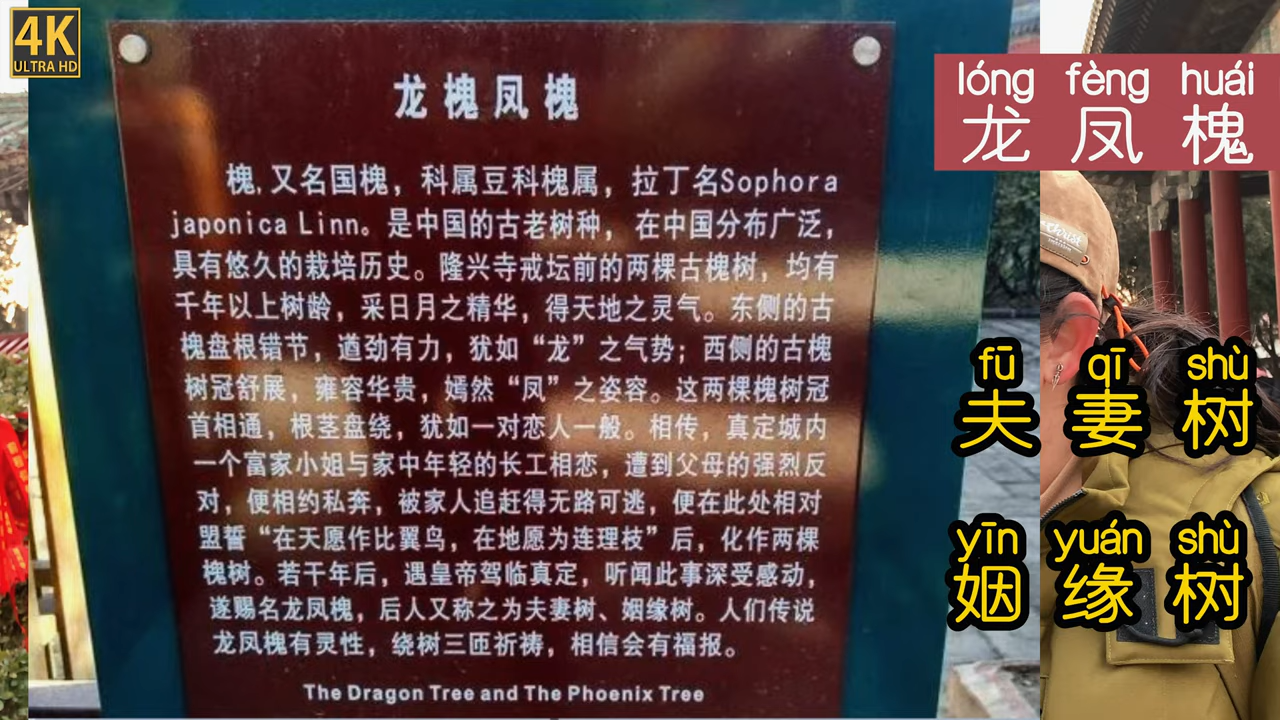 4K
ULTRA HD
龙槐凤槐
槐,又名国槐，科属豆科槐属，拉丁名Sophora
japonica Linn。是中国的古老树种，在中国分布广泛，
具有悠久的栽培历史。隆兴寺戒坛前的两棵古槐树，均有
千年以上树龄，采日月之精华，得天地之灵气。东侧的古
槐盘根错节，遒劲有力，犹如“龙”之气势；西侧的古槐
树冠舒展，雍容华贵，嫣然“凤”之姿容。这两棵槐树冠
首相通，根茎盘绕，犹如一对恋人一般。相传，真定城内
一个富家小姐与家中年轻的长工相恋，遭到父母的强烈反
对，便相约私奔，被家人追赶得无路可逃，便在此处相对
盟誓“在天愿作比翼鸟，在地愿为连理枝”后，化作两棵
槐树。若干年后，遇皇帝驾临真定，听闻此事深受感动，
遂赐名龙凤槐，后人又称之为夫妻树、姻缘树。人们传说
龙凤槐有灵性，绕树三匝祈祷，相信会有福报。
The Dragon Tree and The Phoenix Tree
lóng fèng huái
龙凤槐
fū qī shù
夫妻树
yīn yuán shù
姻缘树